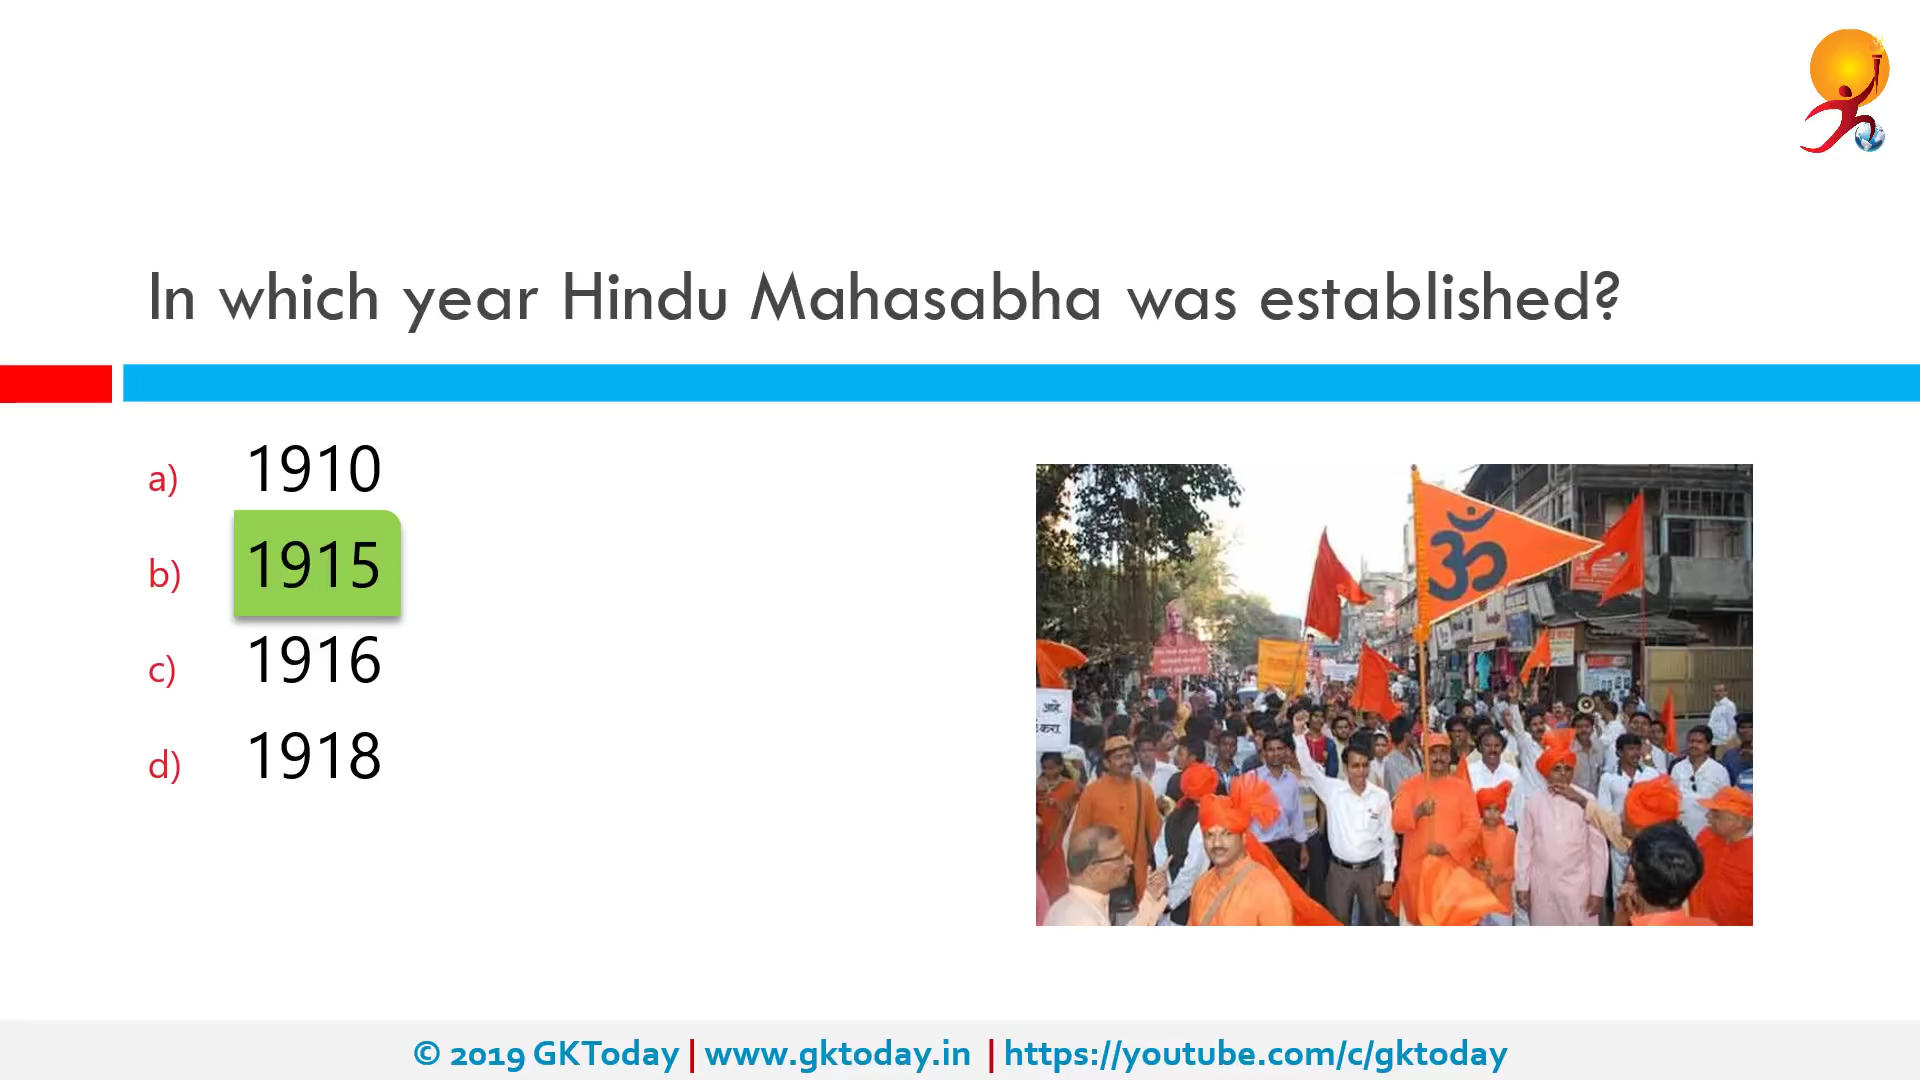 In which year Hindu Mahasabha was established?
a) 1910
b) 1915
c) 1916
d) 1918
ॐ
© 2019 GKToday | www.gktoday.in | https://youtube.com/c/gktoday